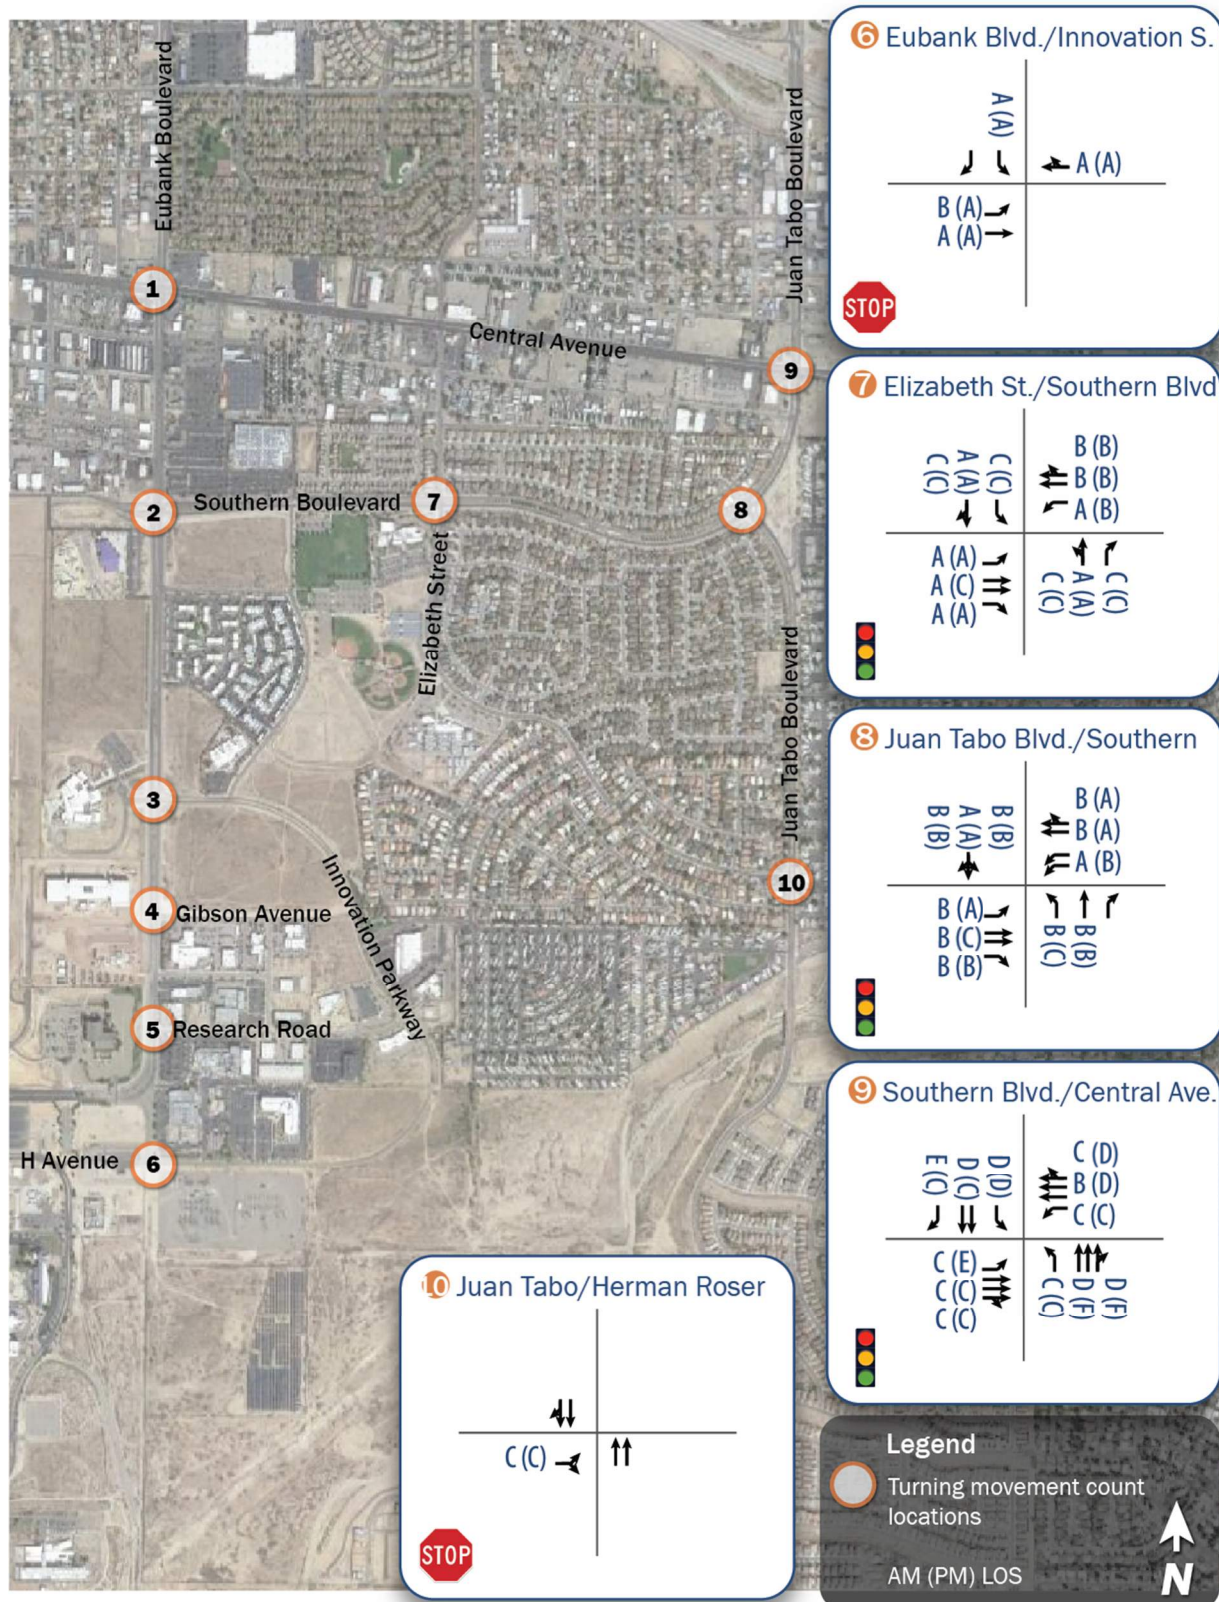 Eubank Boulevard
Juan Tabo Boulevard
1
Central Avenue
9
Southern Boulevard
2
7
8
Elizabeth Street
Juan Tabo Boulevard
3
Innovation Parkway
10
4
Gibson Avenue
5
Research Road
H Avenue
6
6 Eubank Blvd./Innovation S.
A (A)
A (A)
B (A)
A (A)
STOP
7 Elizabeth St./Southern Blvd
C (C)
A (A)
C (C)
B (B)
B (B)
A (B)
A (A)
A (C)
A (A)
C (C)
A (A)
C (C)
8 Juan Tabo Blvd./Southern
B (B)
A (A)
B (B)
B (A)
B (A)
A (B)
B (A)
B (C)
B (B)
B (C)
B (B)
9 Southern Blvd./Central Ave.
E (C)
D (C)
D (D)
C (D)
B (D)
C (C)
C (E)
C (C)
C (C)
C (C)
D (F)
D (F)
10 Juan Tabo/Herman Roser
C (C)
STOP
Legend
Turning movement count
locations
AM (PM) LOS
N